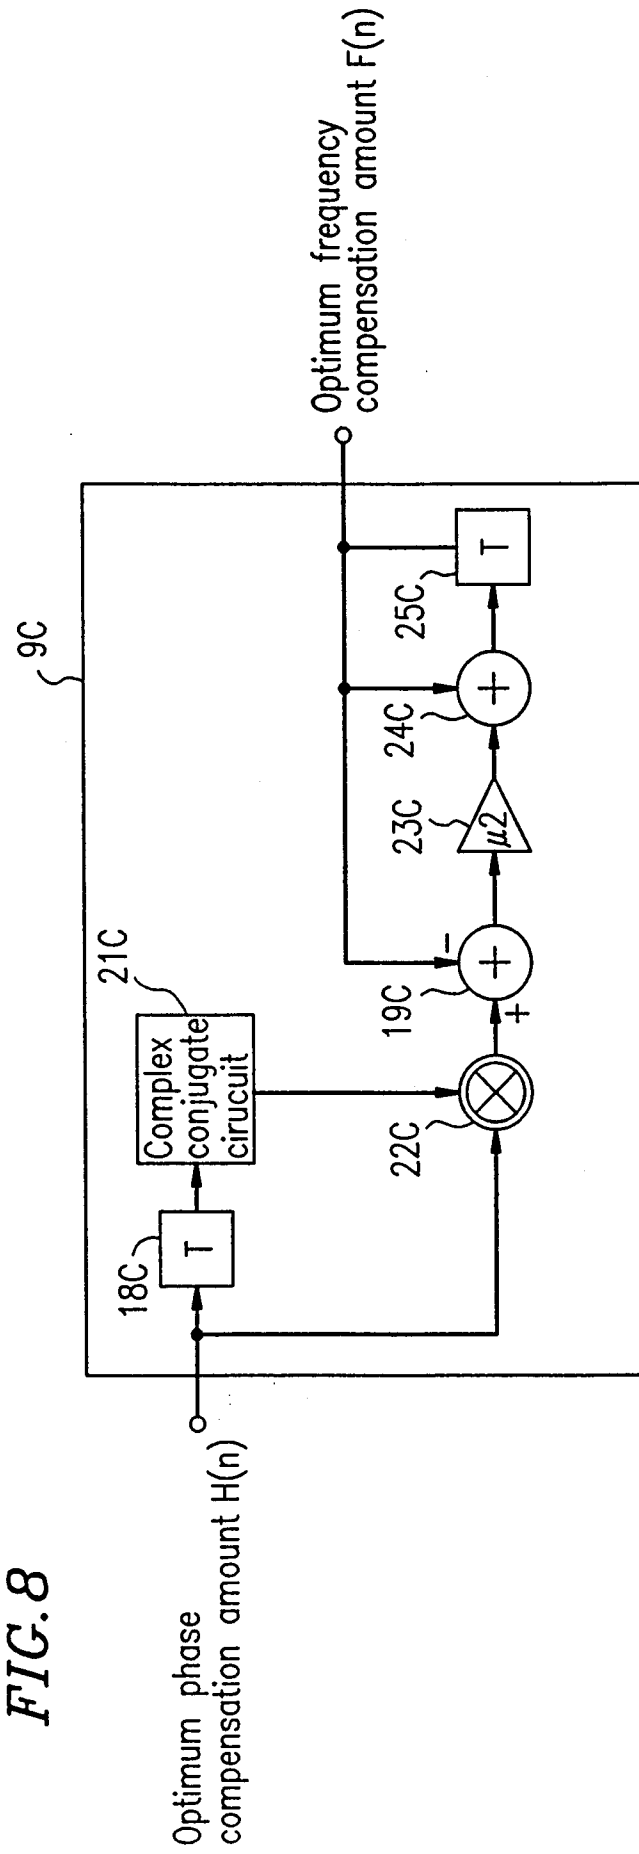 FIG.8
Optimum phase
compensation amount H(n)
9C
18C
T
21C
Complex
conjugate
cirucuit
22C
19C
+
+
−
23C
μ2
24C
+
25C
T
Optimum frequency
compensation amount F(n)